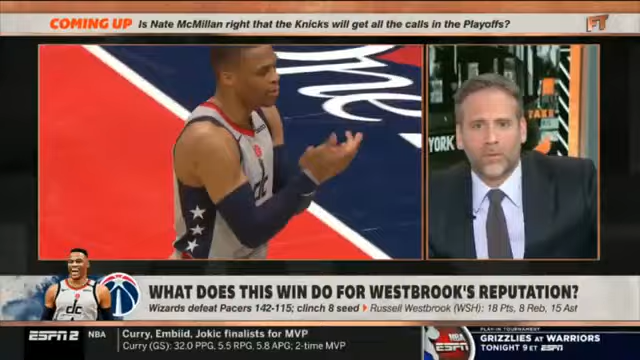 COMING UP Is Nate McMillan right that the Knicks will get all the calls in the Playoffs? FT
ome
YORK
TAKE
dc
dc
WHAT DOES THIS WIN DO FOR WESTBROOK'S REPUTATION?
Wizards defeat Pacers 142-115; clinch 8 seed Russell Westbrook (WSH): 18 Pts, 8 Reb, 15 Ast
ESPN2 NBA Curry, Embiid, Jokic finalists for MVP
Curry (GS): 32.0 PPG, 5.5 RPG, 5.8 APG; 2-time MVP
NBA
PLAY-IN TOURNAMENT
GRIZZLIES AT WARRIORS
TONIGHT 9 ET ESPN